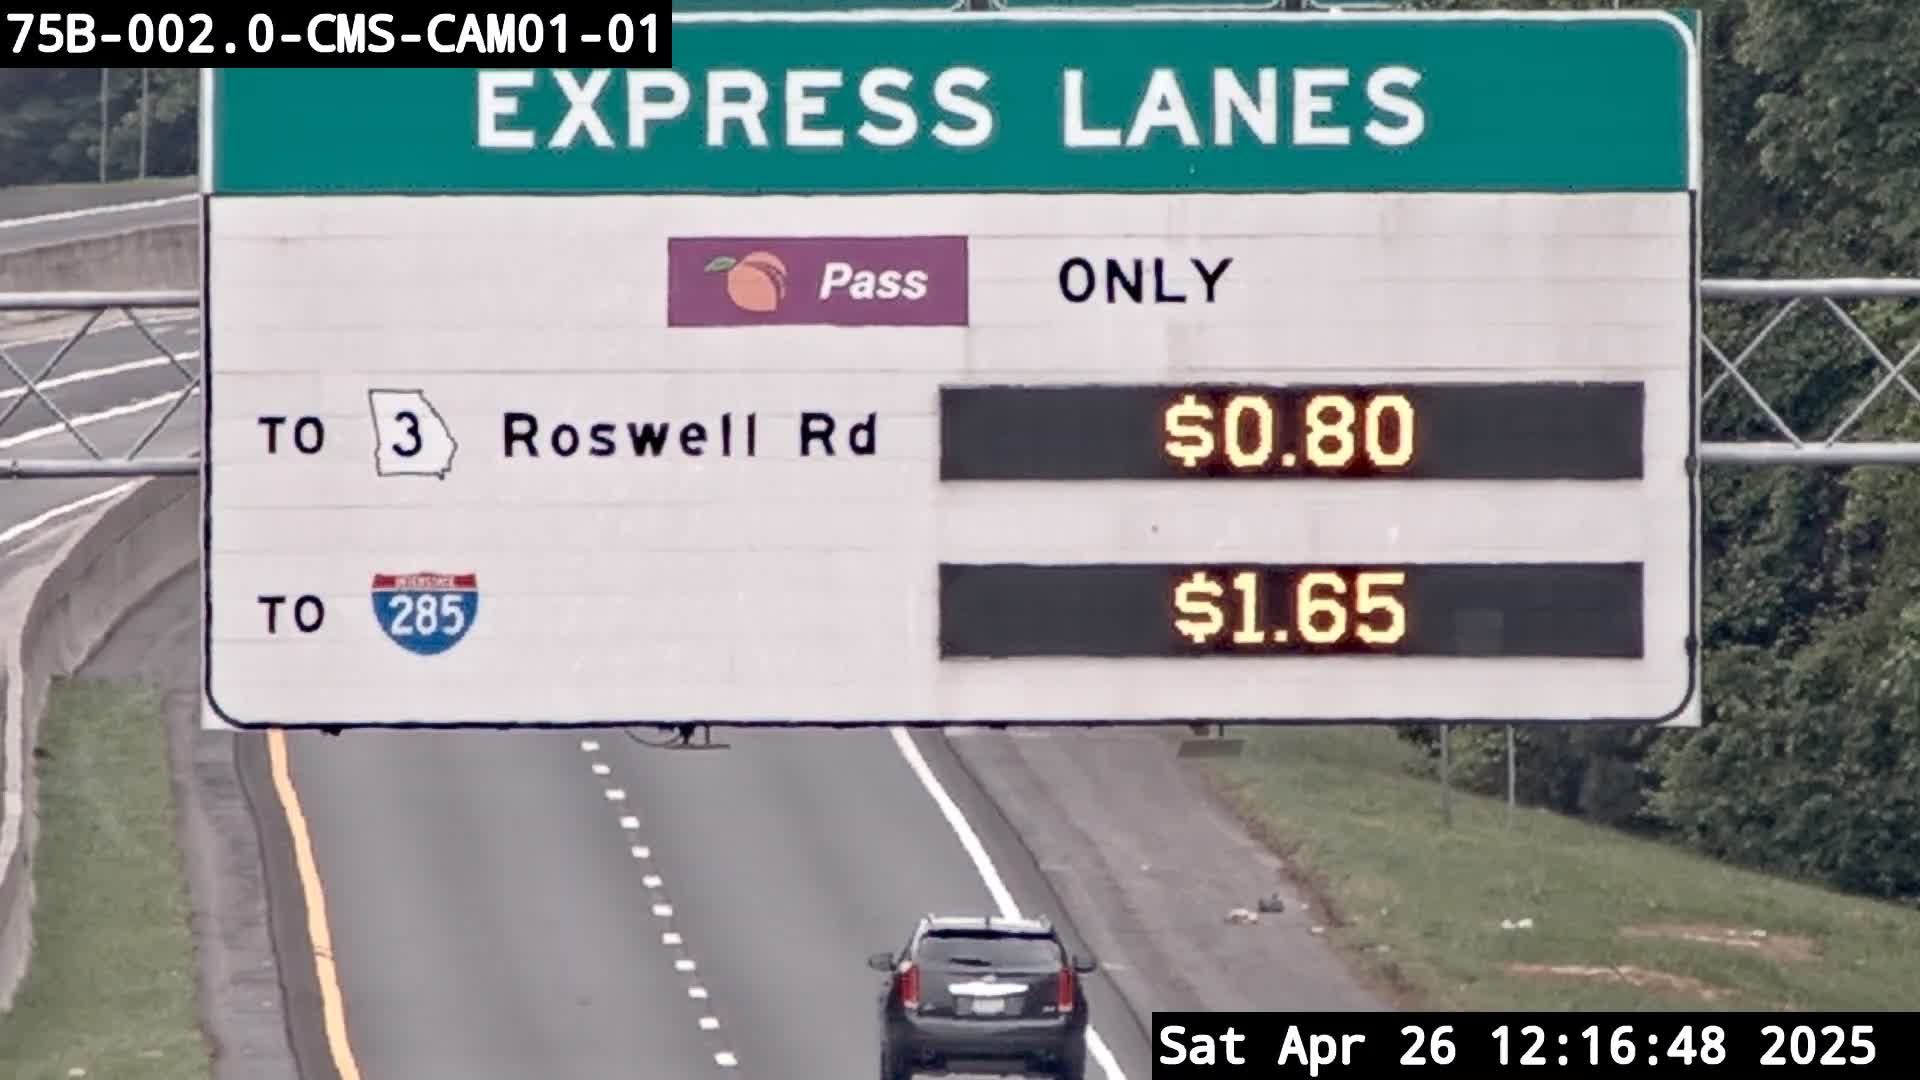 75B-002.0-CMS-CAM01-01
EXPRESS LANES
Pass ONLY
TO 3 Roswell Rd $0.80
TO INTERSTATE 285 $1.65
Sat Apr 26 12:16:48 2025